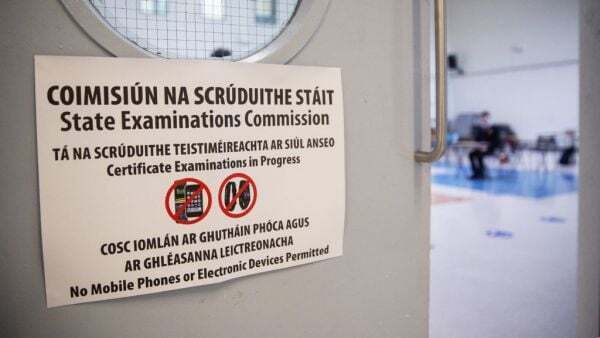 COIMISIÚN NA SCRÚDUITHE STÁIT
State Examinations Commission
TÁ NA SCRÚDUITHE TEISTIMÉIREACHTA AR SIÚL ANSEO
Certificate Examinations in Progress
COSC IOMLÁN AR GHUTHÁIN PHÓCA AGUS
AR GHLÉASANNA LEICTREONACHA
No Mobile Phones or Electronic Devices Permitted